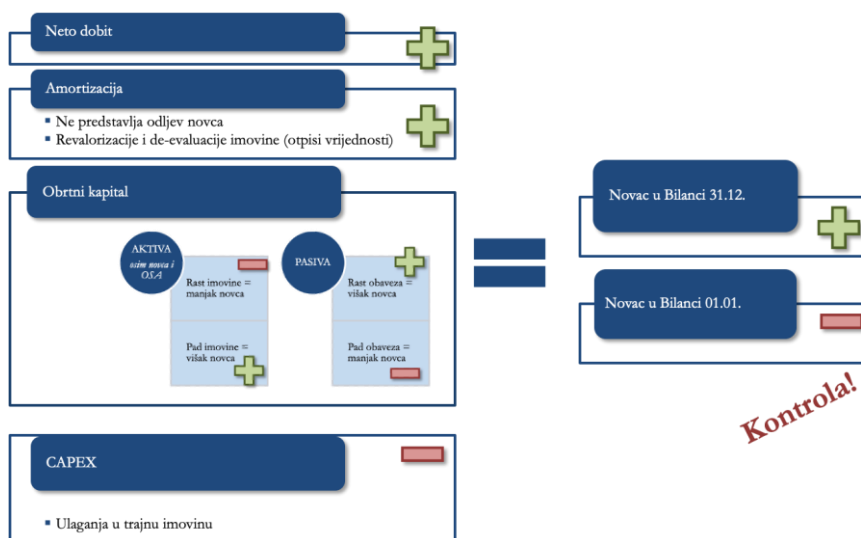 Neto dobit
Amortizacija
▪ Ne predstavlja odljev novca
▪ Revalorizacije i de-evaluacije imovine (otpisi vrijednosti)
Obrtni kapital
AKTIVA
osim novca i
OSA
Rast imovine =
manjak novca
Pad imovine =
višak novca
PASIVA
Rast obaveza =
višak novca
Pad obaveza =
manjak novca
CAPEX
▪ Ulaganja u trajnu imovinu
Novac u Bilanci 31.12.
Novac u Bilanci 01.01.
Kontrola!